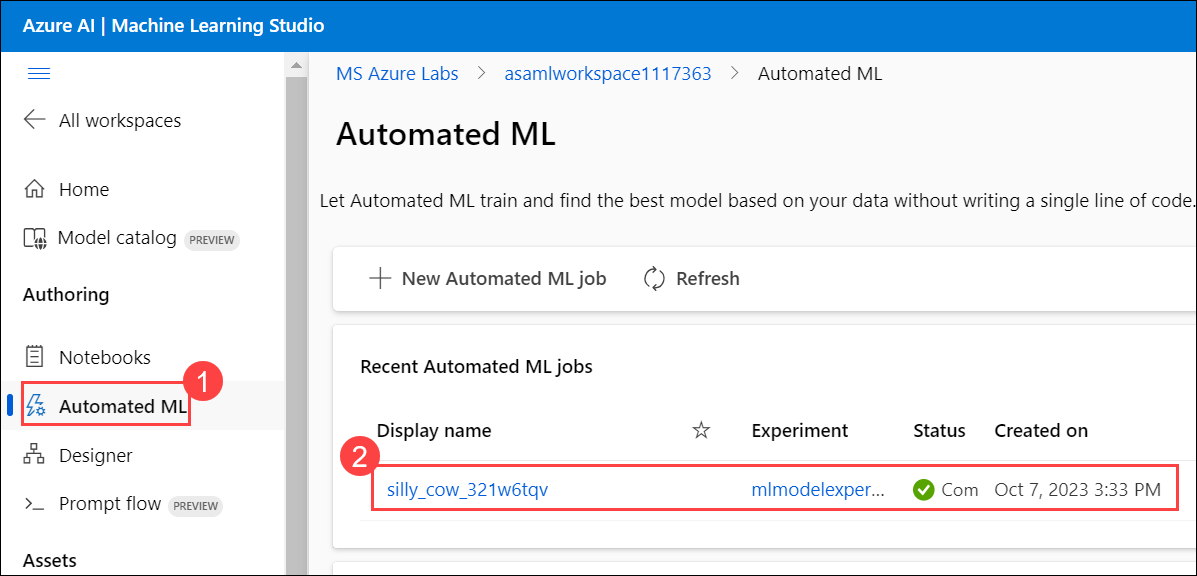 Azure AI | Machine Learning Studio
MS Azure Labs > asamlworkspace1117363 > Automated ML
All workspaces
Home
Model catalog PREVIEW
Authoring
Notebooks
Automated ML
1
Designer
Prompt flow PREVIEW
Assets
Automated ML
Let Automated ML train and find the best model based on your data without writing a single line of code.
New Automated ML job Refresh
Recent Automated ML jobs
Display name Experiment Status Created on
2
silly_cow_321w6tqv mlmodelexper... Com Oct 7, 2023 3:33 PM